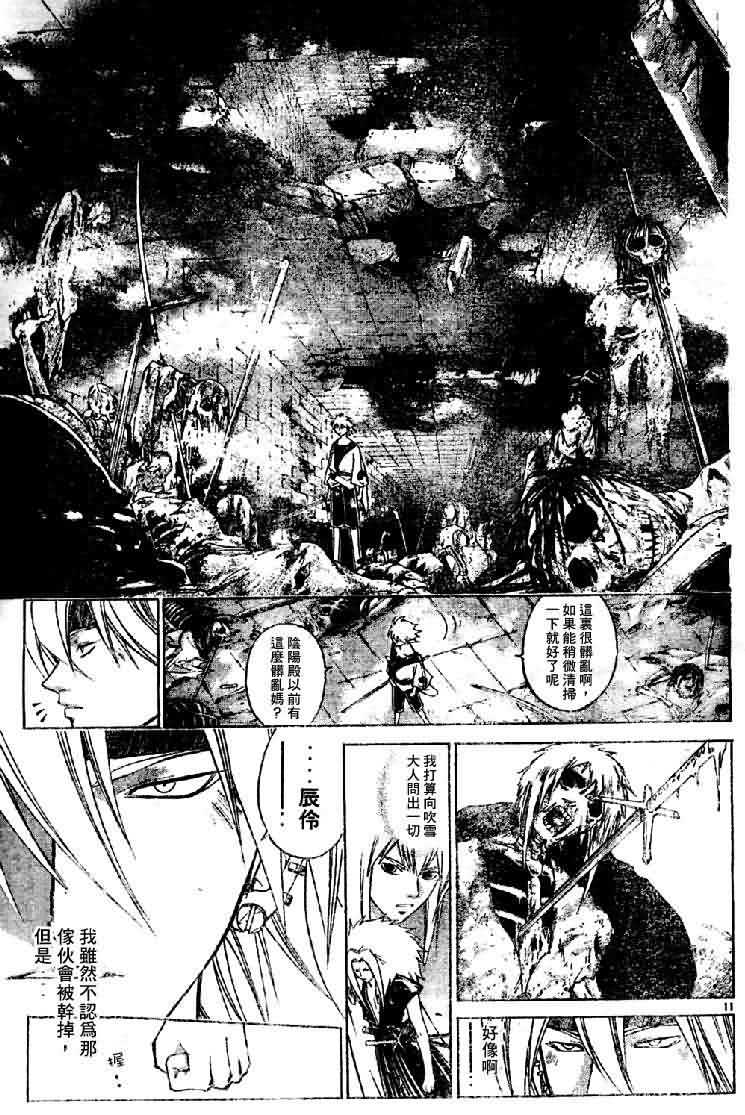 這裏很髒亂啊，
如果能稍微清掃
一下就好了呢
陰陽殿以前有
這麼髒亂嗎？
11
好像啊
我打算向吹雪
大人問出一切
‥‥辰伶‥‥
我雖然不認為那
傢伙會被幹掉，
但是‥‥
握‥